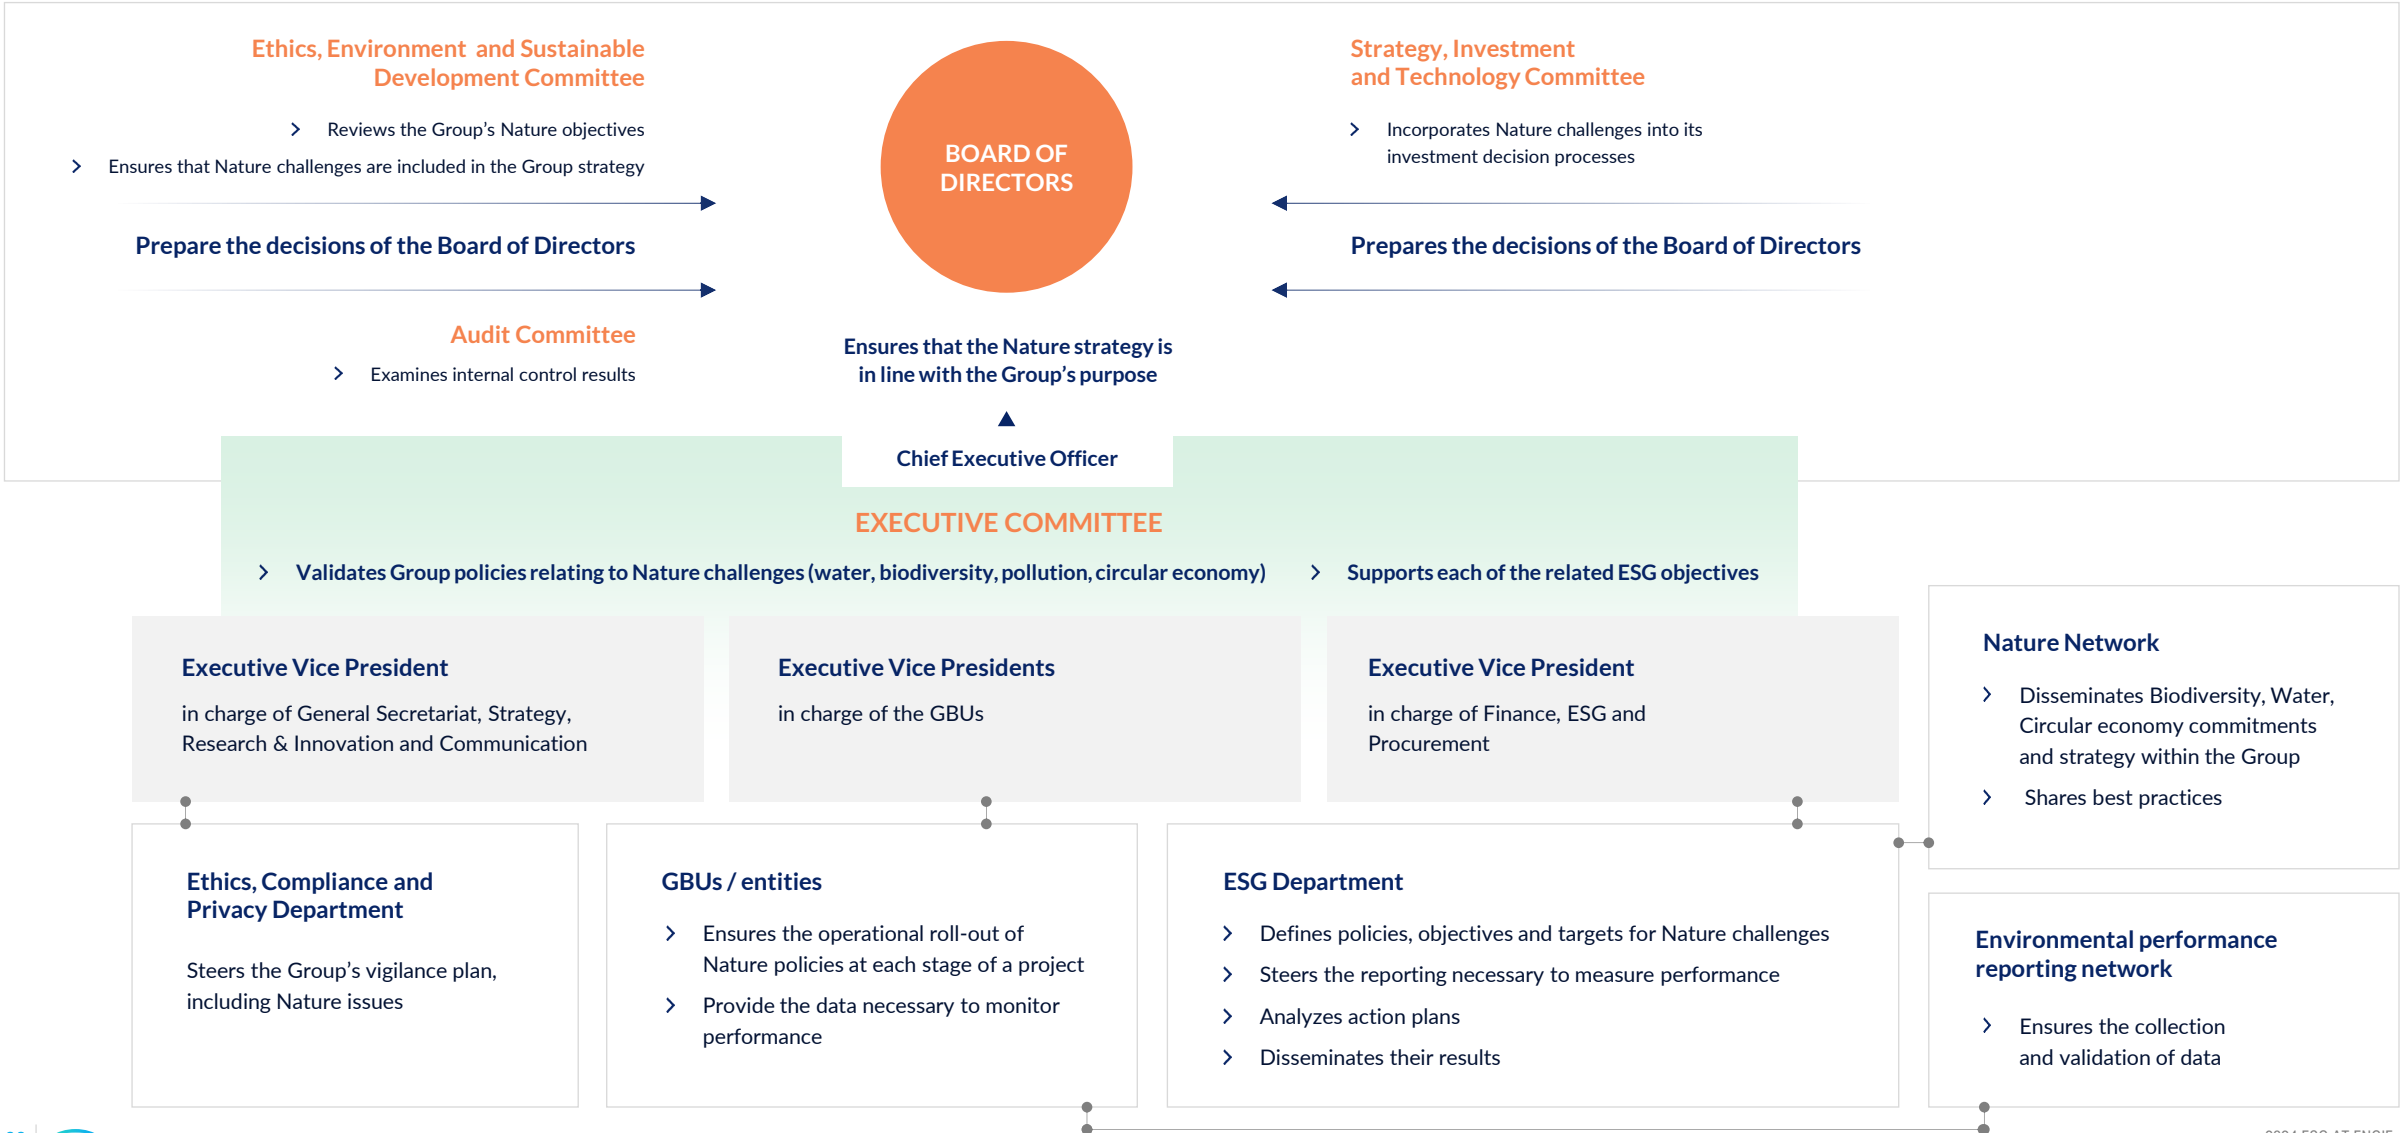 Ethics, Environment and Sustainable
Development Committee
Reviews the Group's Nature objectives
Ensures that Nature challenges are included in the Group strategy
Prepare the decisions of the Board of Directors
Audit Committee
Examines internal control results
BOARD OF
DIRECTORS
Ensures that the Nature strategy is
in line with the Group's purpose
Chief Executive Officer
Strategy, Investment
and Technology Committee
Incorporates Nature challenges into its
investment decision processes
Prepares the decisions of the Board of Directors
EXECUTIVE COMMITTEE
Validates Group policies relating to Nature challenges (water, biodiversity, pollution, circular economy)
Supports each of the related ESG objectives
Executive Vice President
in charge of General Secretariat, Strategy,
Research & Innovation and Communication
Executive Vice Presidents
in charge of the GBUs
Executive Vice President
in charge of Finance, ESG and
Procurement
Nature Network
Disseminates Biodiversity, Water,
Circular economy commitments
and strategy within the Group
Shares best practices
Ethics, Compliance and
Privacy Department
Steers the Group's vigilance plan,
including Nature issues
GBUs / entities
Ensures the operational roll-out of
Nature policies at each stage of a project
Provide the data necessary to monitor
performance
ESG Department
Defines policies, objectives and targets for Nature challenges
Steers the reporting necessary to measure performance
Analyzes action plans
Disseminates their results
Environmental performance
reporting network
Ensures the collection
and validation of data